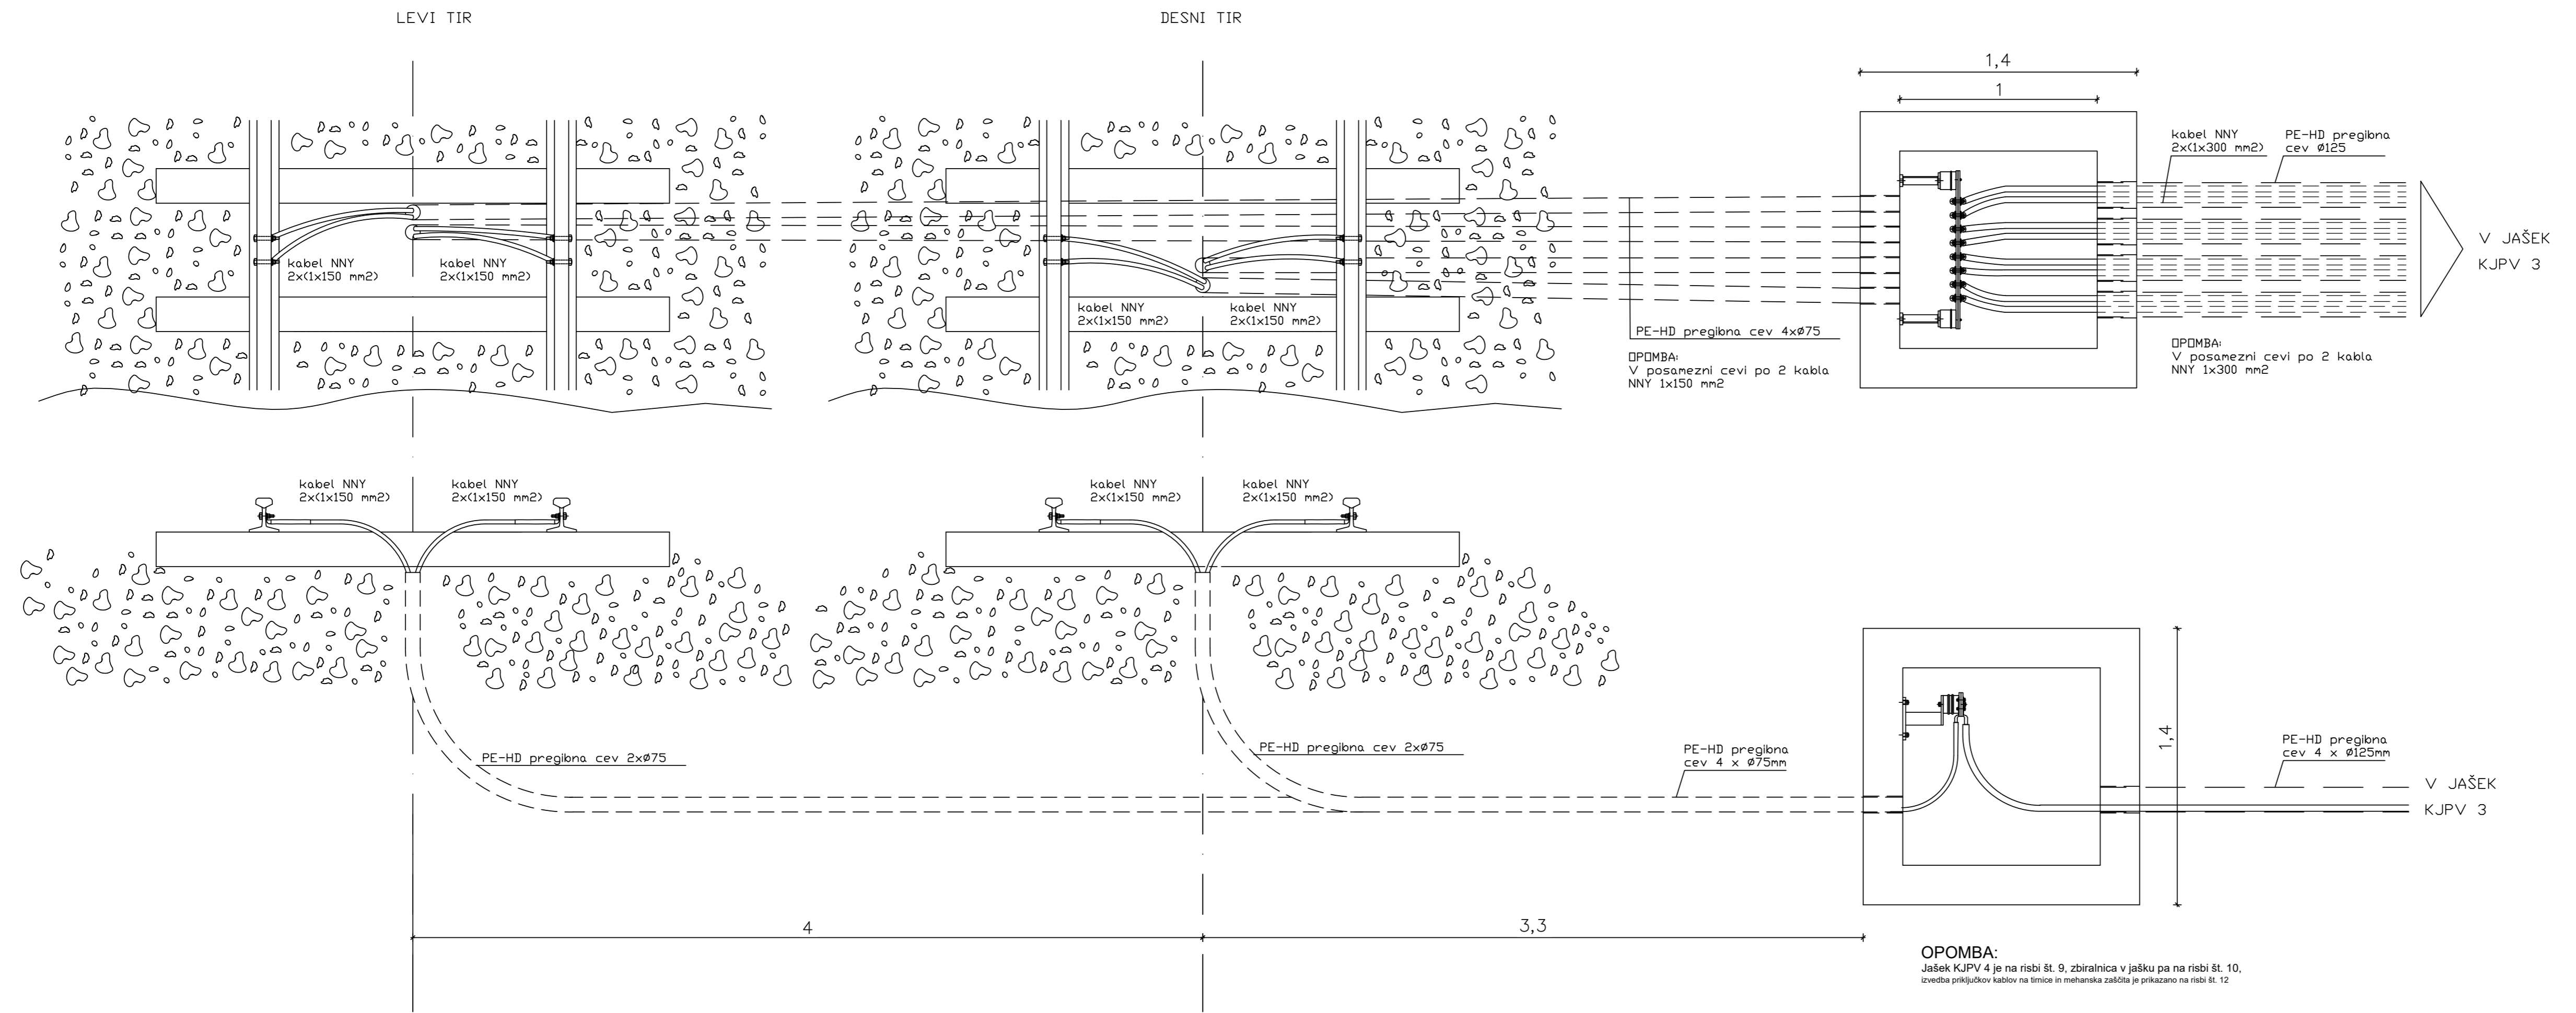 LEVI TIR
DESNI TIR
1,4
1
kabel NNY
2x(1x300 mm2)
PE-HD pregibna
cev Ø125
V JAŠEK
KJPV 3
kabel NNY
2x(1x150 mm2)
kabel NNY
2x(1x150 mm2)
kabel NNY
2x(1x150 mm2)
kabel NNY
2x(1x150 mm2)
PE-HD pregibna cev 4xØ75
OPOMBA:
V posamezni cevi po 2 kabla
NNY 1x150 mm2
OPOMBA:
V posamezni cevi po 2 kabla
NNY 1x300 mm2
kabel NNY
2x(1x150 mm2)
kabel NNY
2x(1x150 mm2)
kabel NNY
2x(1x150 mm2)
kabel NNY
2x(1x150 mm2)
PE-HD pregibna cev 2xØ75
PE-HD pregibna cev 2xØ75
PE-HD pregibna
cev 4 x Ø75mm
1,4
PE-HD pregibna
cev 4 x Ø125mm
V JAŠEK
KJPV 3
4
3,3
OPOMBA:
Jašek KJPV 4 je na risbi št. 9, zbiralnica v jašku pa na risbi št. 10,
izvedba priključkov kablov na tirnice in mehanska zaščita je prikazano na risbi št. 12